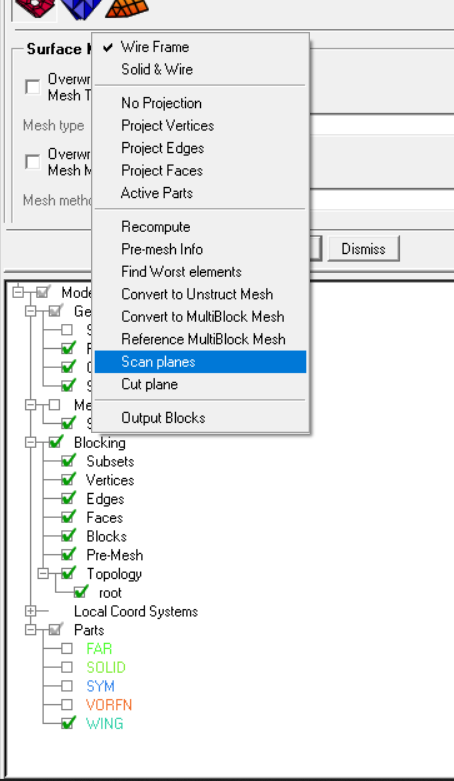 Surface
Wire Frame
Solid & Wire
Overwr
Mesh T
No Projection
Mesh type
Project Vertices
Overwr
Project Edges
Mesh M
Project Faces
Mesh metho
Active Parts
Recompute
Pre-mesh Info
Dismiss
Find Worst elements
Convert to Unstruct Mesh
Mode
Convert to MultiBlock Mesh
Ge
Reference MultiBlock Mesh
Scan planes
Cut plane
Me
Output Blocks
Blocking
Subsets
Vertices
Edges
Faces
Blocks
Pre-Mesh
Topology
root
Local Coord Systems
Parts
FAR
SOLID
SYM
VORFN
WING